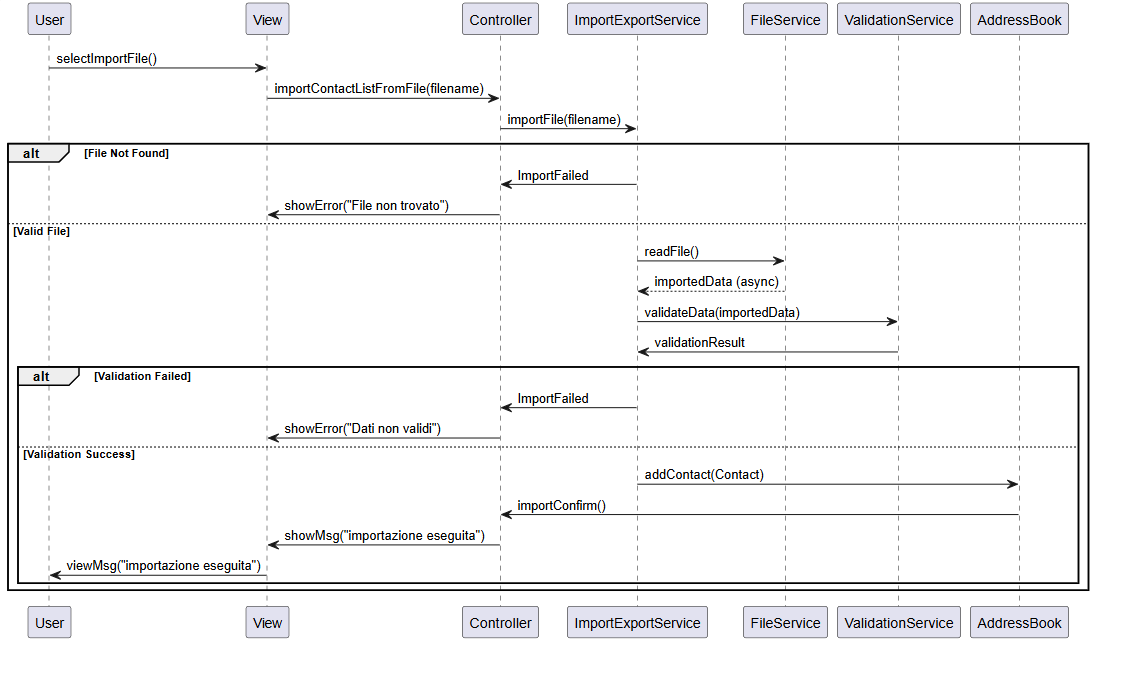 User View Controller ImportExportService FileService ValidationService AddressBook
selectImportFile()
importContactListFromFile(filename)
importFile(filename)
alt [File Not Found]
ImportFailed
showError("File non trovato")
[Valid File]
readFile()
importedData (async)
validateData(importedData)
validationResult
alt [Validation Failed]
ImportFailed
showError("Dati non validi")
[Validation Success]
addContact(Contact)
importConfirm()
showMsg("importazione eseguita")
viewMsg("importazione eseguita")
User View Controller ImportExportService FileService ValidationService AddressBook